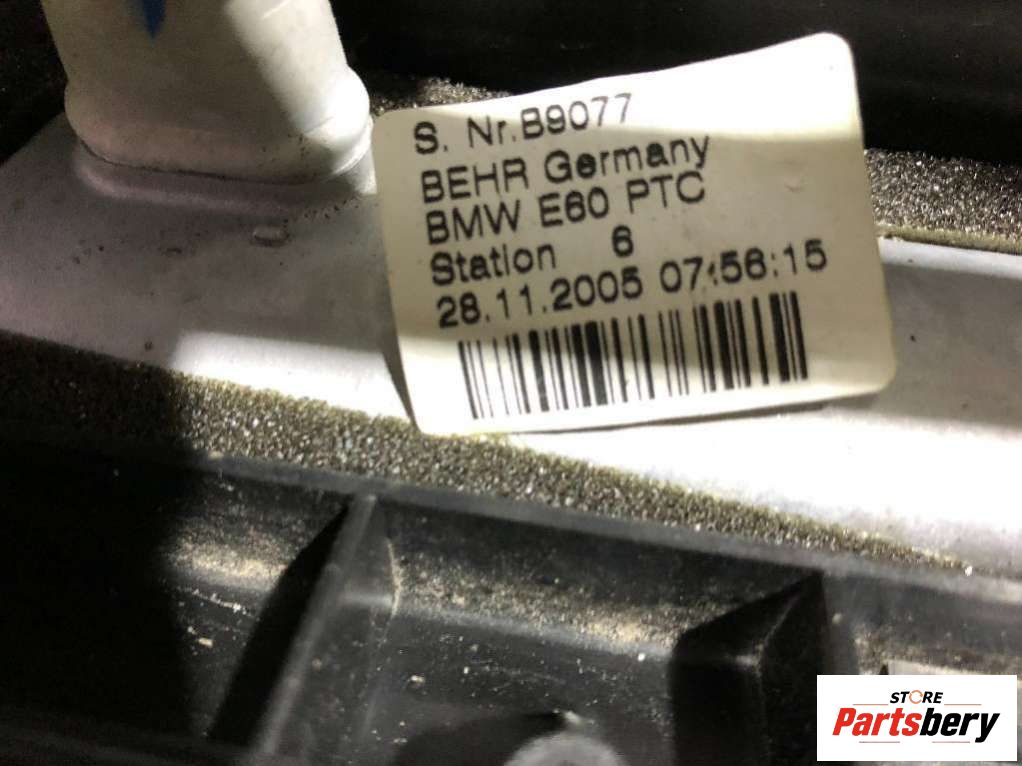 S. Nr.B9077
BEHR Germany
BMW E60 PTC
Station 6
28.11.2005 07:56:15
STORE
Partsbery